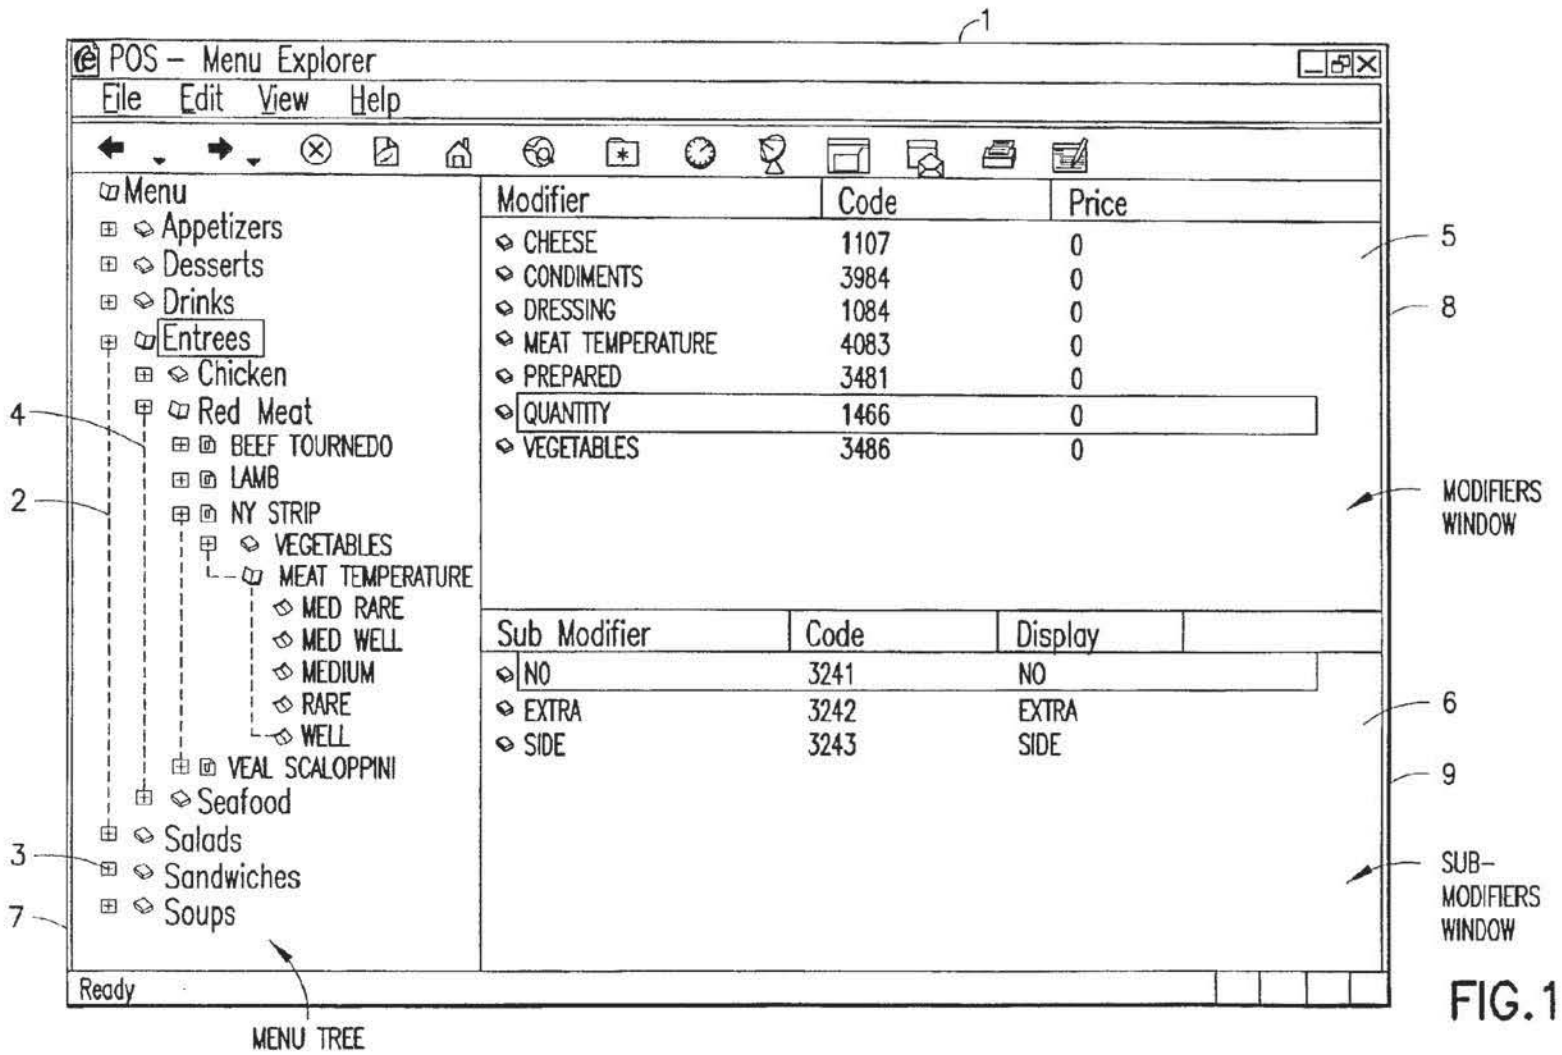 1
POS – Menu Explorer
File Edit View Help
Menu
Appetizers
Desserts
Drinks
Entrees
Chicken
Red Meat
BEEF TOURNEDO
LAMB
NY STRIP
VEGETABLES
MEAT TEMPERATURE
MED RARE
MED WELL
MEDIUM
RARE
WELL
VEAL SCALOPPINI
Seafood
Salads
Sandwiches
Soups
4
2
3
7
Modifier Code Price
CHEESE 1107 0
CONDIMENTS 3984 0
DRESSING 1084 0
MEAT TEMPERATURE 4083 0
PREPARED 3481 0
QUANTITY 1466 0
VEGETABLES 3486 0
5
8
MODIFIERS
WINDOW
Sub Modifier Code Display
NO 3241 NO
EXTRA 3242 EXTRA
SIDE 3243 SIDE
6
9
SUB–
MODIFIERS
WINDOW
Ready
MENU TREE
FIG.1